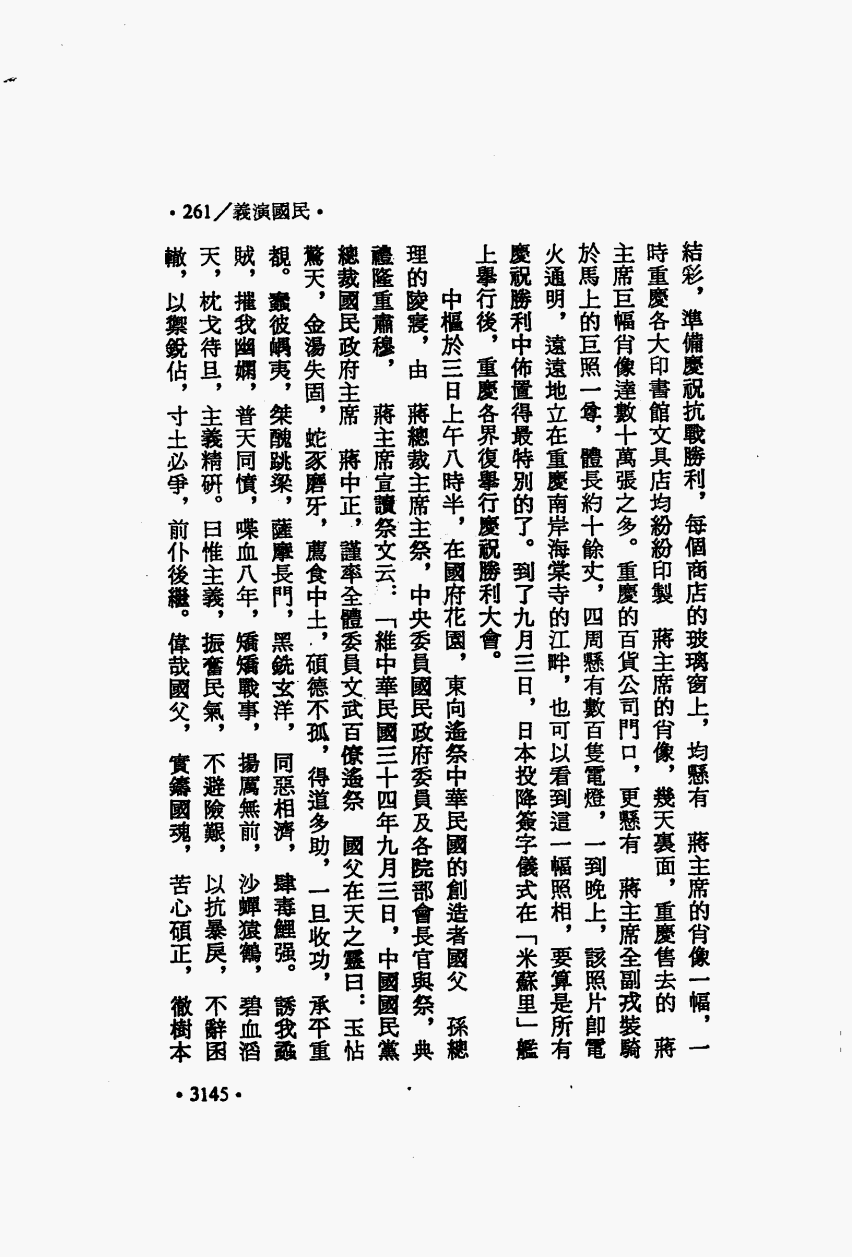 •261／義演國民•
結彩，準備慶祝抗戰勝利，每個商店的玻璃窗上，均懸有　蔣主席的肖像一幅，一
時重慶各大印書館文具店均紛紛印製　蔣主席的肖像，幾天裏面，重慶售去的　蔣
主席巨幅肖像達數十萬張之多。重慶的百貨公司門口，更懸有　蔣主席全副戎裝騎
於馬上的巨照一尊，體長約十餘丈，四周懸有數百隻電燈，一到晚上，該照片卽電
火通明，遠遠地立在重慶南岸海棠寺的江畔，也可以看到這一幅照相，要算是所有
慶祝勝利中佈置得最特別的了。到了九月三日，日本投降簽字儀式在「米蘇里」艦
上舉行後，重慶各界復舉行慶祝勝利大會。
中樞於三日上午八時半，在國府花園，東向遙祭中華民國的創造者國父　孫總
理的陵寢，由　蔣總裁主席主祭，中央委員國民政府委員及各院部會長官與祭，典
禮隆重肅穆，　蔣主席宣讀祭文云：「維中華民國三十四年九月三日，中國國民黨
總裁國民政府主席　蔣中正，謹率全體委員文武百僚遙祭　國父在天之靈曰：玉帖
驚天，金湯失固，蛇豕磨牙，薦食中土，碩德不孤，得道多助，一旦收功，承平重
覩。蠢彼嵎夷，桀醜跳梁，薩摩長門，黑銑玄洋，同惡相濟，肆毒鯉强。誘我蟊
賊，摧我幽嫻，普天同憤，喋血八年，矯矯戰事，揚厲無前，沙蟬猿鶴，碧血滔
天，枕戈待旦，主義精硏。曰惟主義，振奮民氣，不避險艱，以抗暴戾，不辭困
轍，以禦銳佔，寸土必爭，前仆後繼。偉哉國父，實鑄國魂，苦心碩正，徹樹本
•3145•